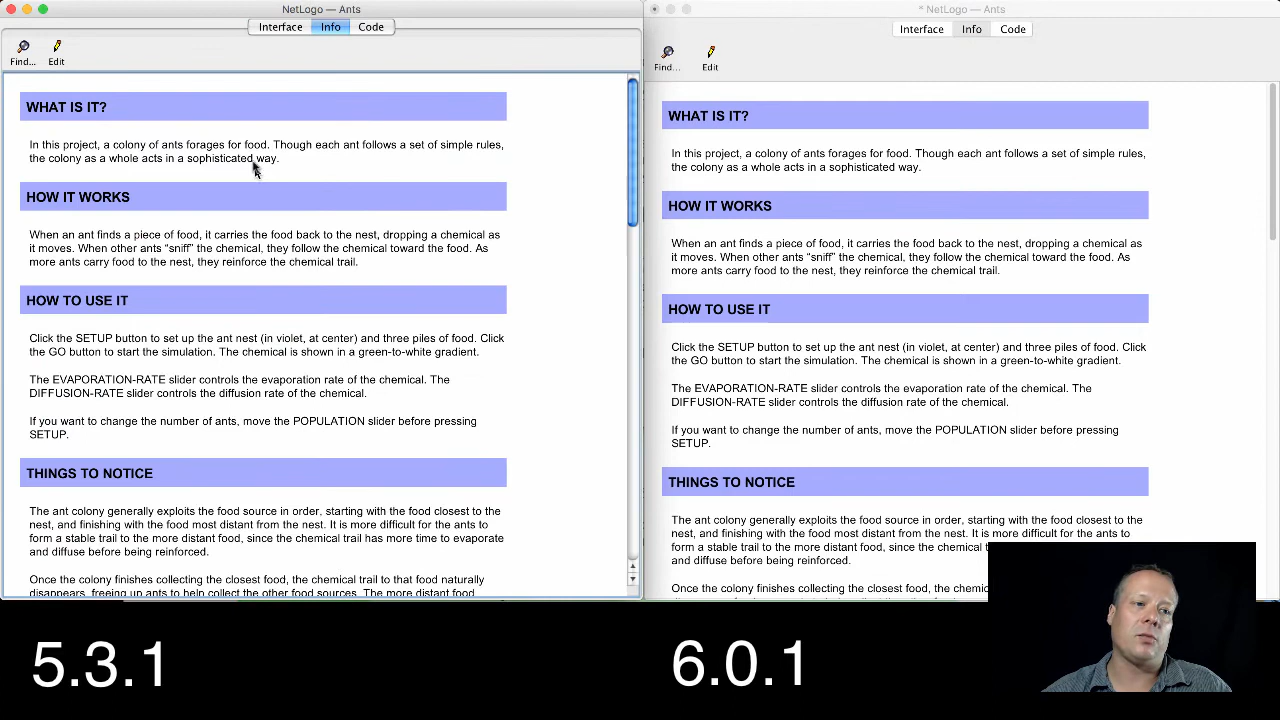 NetLogo — Ants
Interface Info Code
Find... Edit
WHAT IS IT?
In this project, a colony of ants forages for food. Though each ant follows a set of simple rules,
the colony as a whole acts in a sophisticated way.
HOW IT WORKS
When an ant finds a piece of food, it carries the food back to the nest, dropping a chemical as
it moves. When other ants “sniff” the chemical, they follow the chemical toward the food. As
more ants carry food to the nest, they reinforce the chemical trail.
HOW TO USE IT
Click the SETUP button to set up the ant nest (in violet, at center) and three piles of food. Click
the GO button to start the simulation. The chemical is shown in a green-to-white gradient.
The EVAPORATION-RATE slider controls the evaporation rate of the chemical. The
DIFFUSION-RATE slider controls the diffusion rate of the chemical.
If you want to change the number of ants, move the POPULATION slider before pressing
SETUP.
THINGS TO NOTICE
The ant colony generally exploits the food source in order, starting with the food closest to the
nest, and finishing with the food most distant from the nest. It is more difficult for the ants to
form a stable trail to the more distant food, since the chemical trail has more time to evaporate
and diffuse before being reinforced.
Once the colony finishes collecting the closest food, the chemical trail to that food naturally
disappears, freeing up ants to help collect the other food sources. The more distant food
5.3.1
* NetLogo — Ants
Interface Info Code
Find... Edit
WHAT IS IT?
In this project, a colony of ants forages for food. Though each ant follows a set of simple rules,
the colony as a whole acts in a sophisticated way.
HOW IT WORKS
When an ant finds a piece of food, it carries the food back to the nest, dropping a chemical as
it moves. When other ants “sniff” the chemical, they follow the chemical toward the food. As
more ants carry food to the nest, they reinforce the chemical trail.
HOW TO USE IT
Click the SETUP button to set up the ant nest (in violet, at center) and three piles of food. Click
the GO button to start the simulation. The chemical is shown in a green-to-white gradient.
The EVAPORATION-RATE slider controls the evaporation rate of the chemical. The
DIFFUSION-RATE slider controls the diffusion rate of the chemical.
If you want to change the number of ants, move the POPULATION slider before pressing
SETUP.
THINGS TO NOTICE
The ant colony generally exploits the food source in order, starting with the food closest to the
nest, and finishing with the food most distant from the nest. It is more difficult for the ants to
form a stable trail to the more distant food, since the chemical
and diffuse before being reinforced.
Once the colony finishes collecting the closest food, the chem
6.0.1